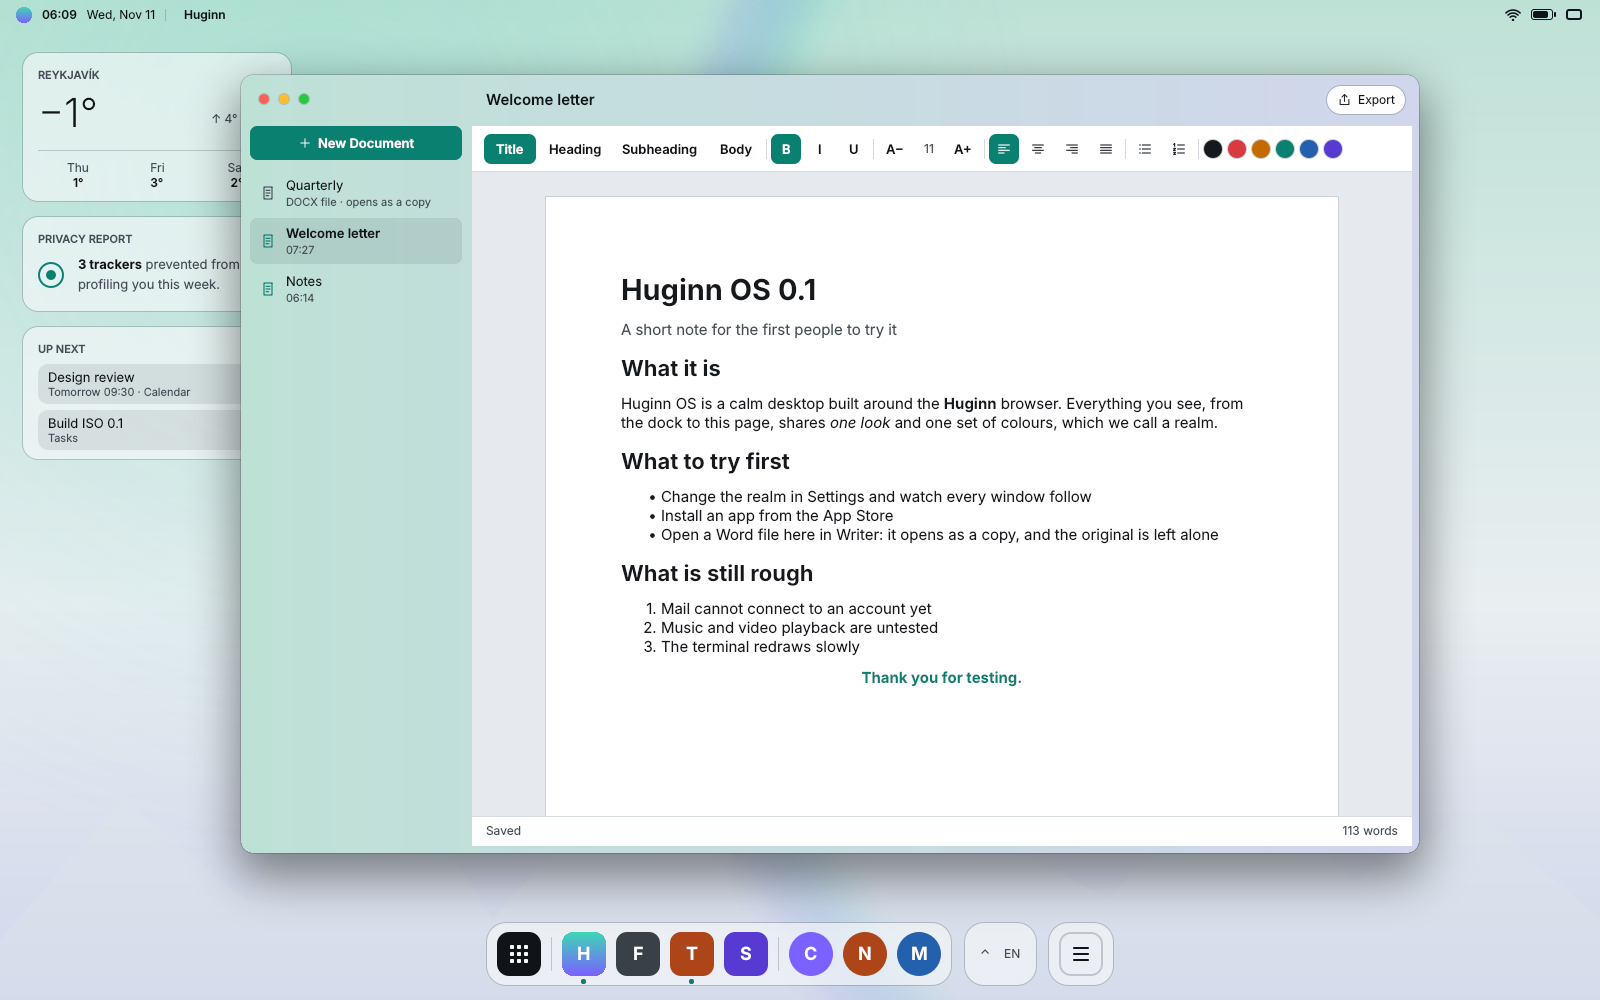 06:09 Wed, Nov 11 Huginn
REYKJAVÍK
−1°
↑ 4°
Thu Fri
1° 3° 2°
PRIVACY REPORT
3 trackers prevented from
profiling you this week.
UP NEXT
Design review
Tomorrow 09:30 · Calendar
Build ISO 0.1
Tasks
Welcome letter
Export
+ New Document
Quarterly
DOCX file · opens as a copy
Welcome letter
07:27
Notes
06:14
Title Heading Subheading Body B I U A− 11 A+
Huginn OS 0.1
A short note for the first people to try it
What it is
Huginn OS is a calm desktop built around the Huginn browser. Everything you see, from
the dock to this page, shares one look and one set of colours, which we call a realm.
What to try first
• Change the realm in Settings and watch every window follow
• Install an app from the App Store
• Open a Word file here in Writer: it opens as a copy, and the original is left alone
What is still rough
1. Mail cannot connect to an account yet
2. Music and video playback are untested
3. The terminal redraws slowly
Thank you for testing.
Saved
113 words
H F T S C N M EN